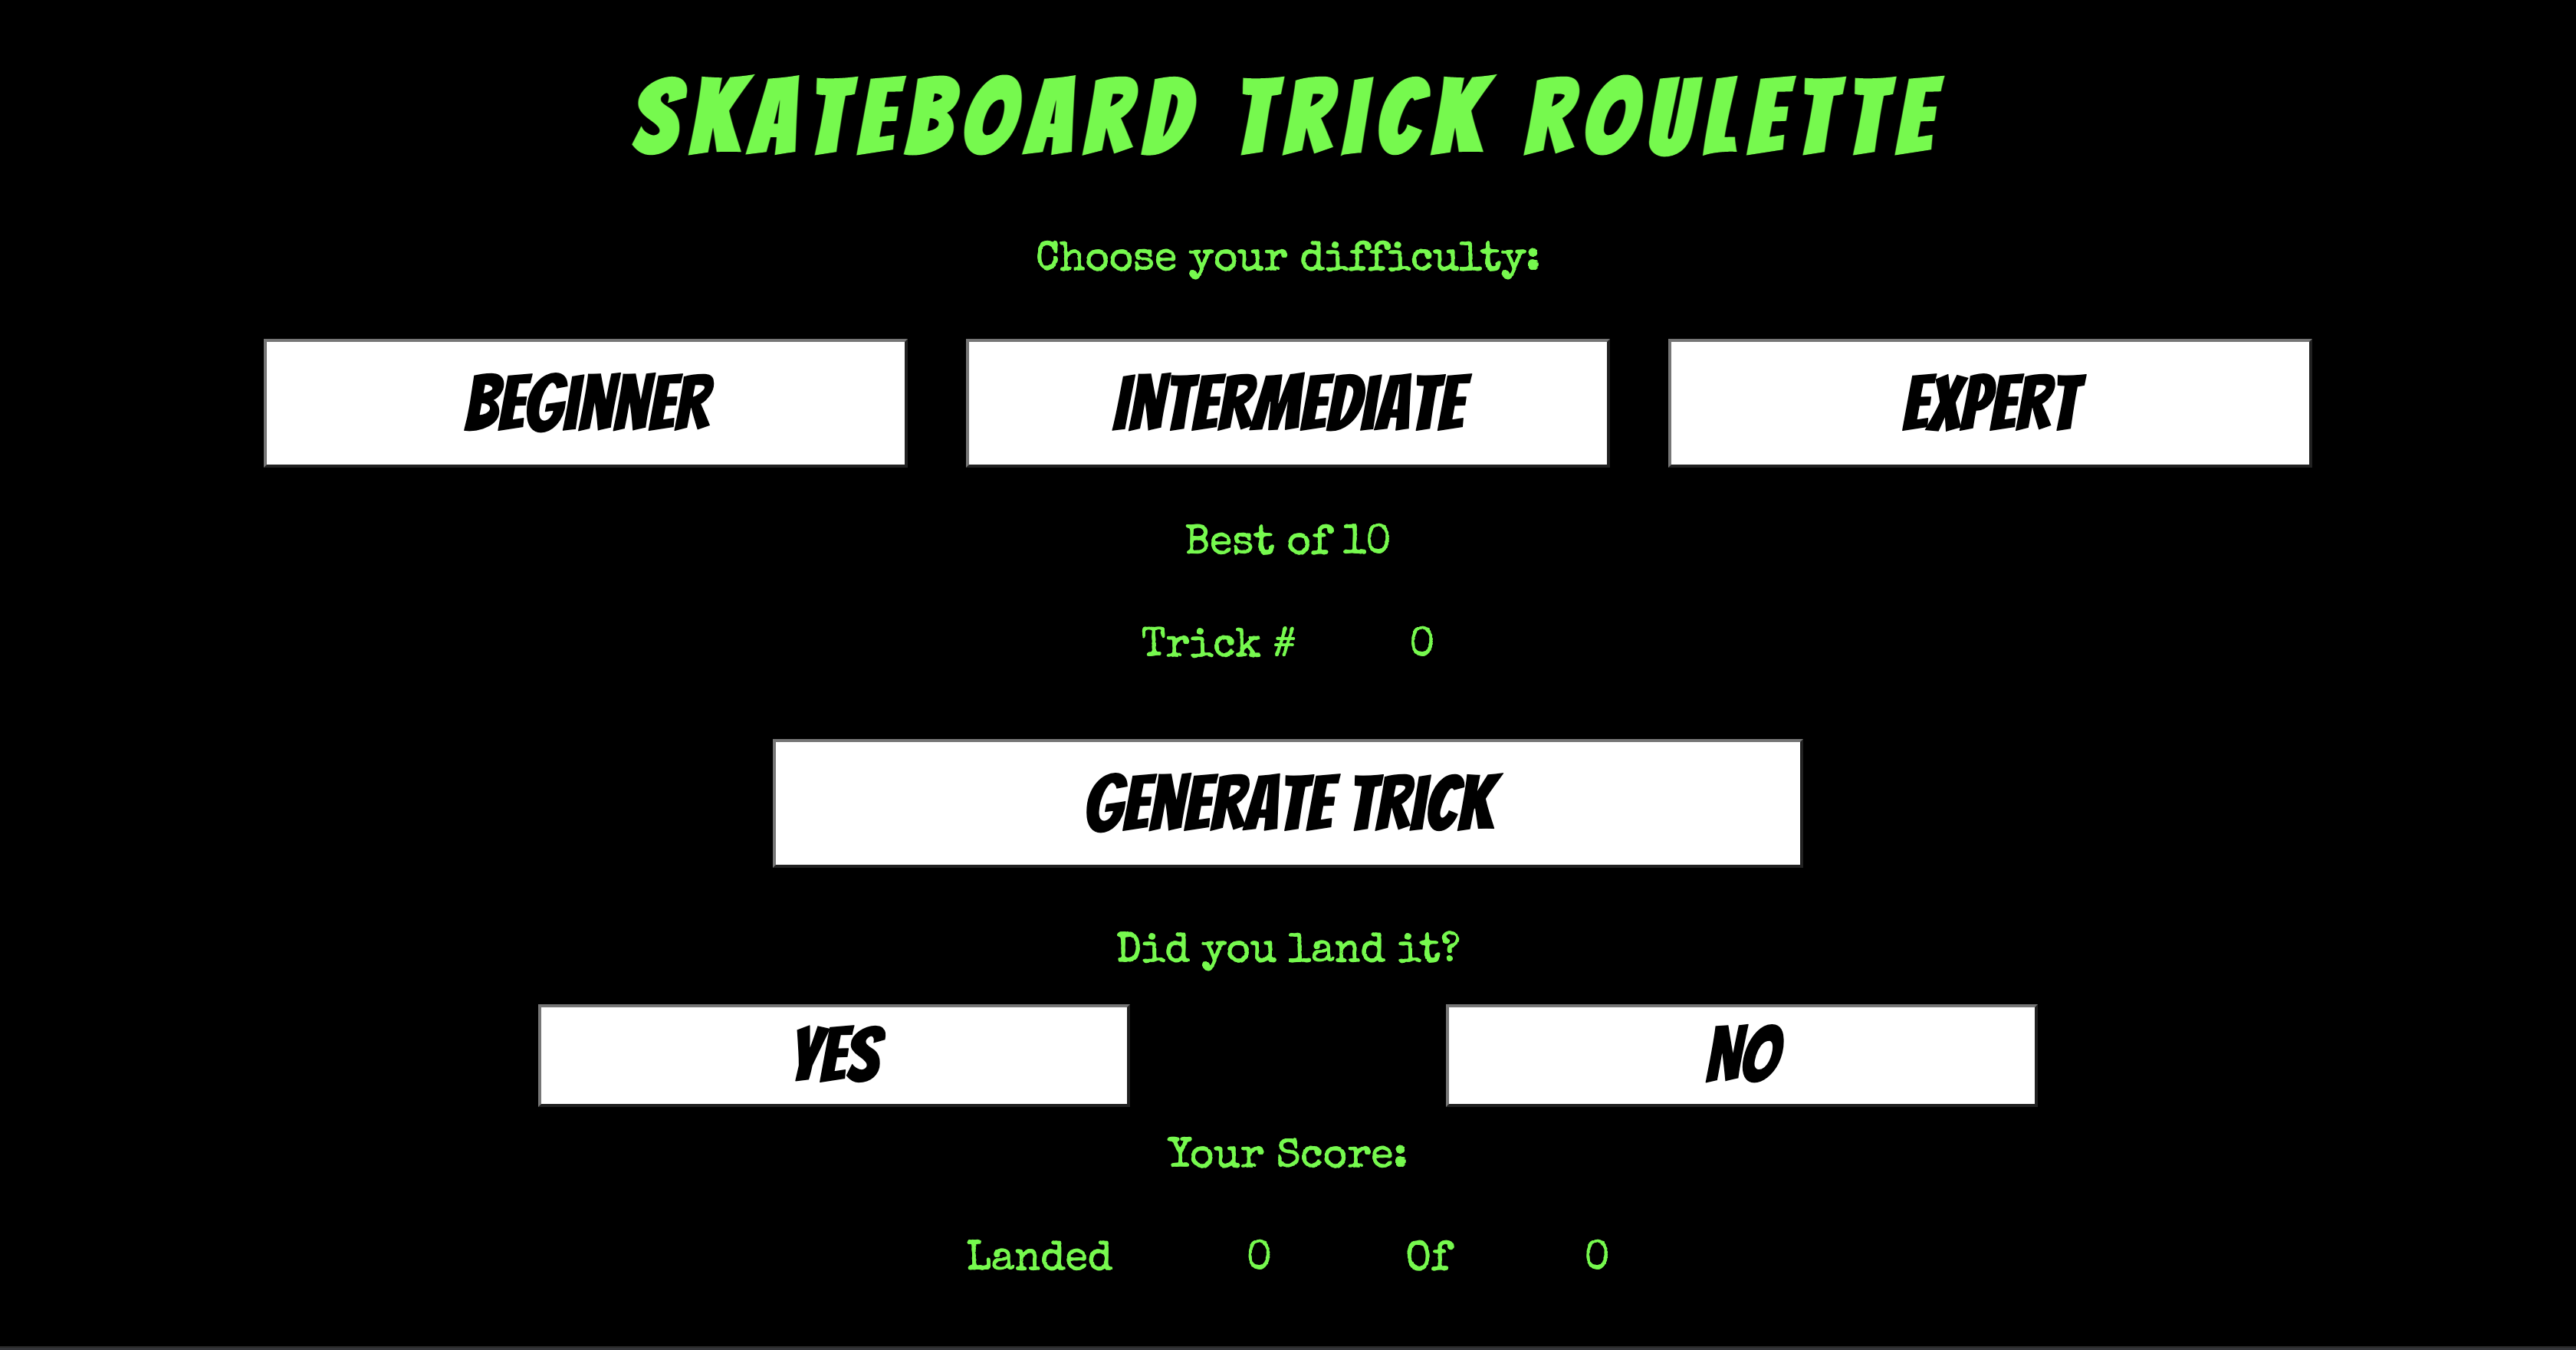 SKATEBOARD TRICK ROULETTE
Choose your difficulty:
BEGINNER INTERMEDIATE EXPERT
Best of 10
Trick # 0
GENERATE TRICK
Did you land it?
YES NO
Your Score:
Landed 0 Of 0